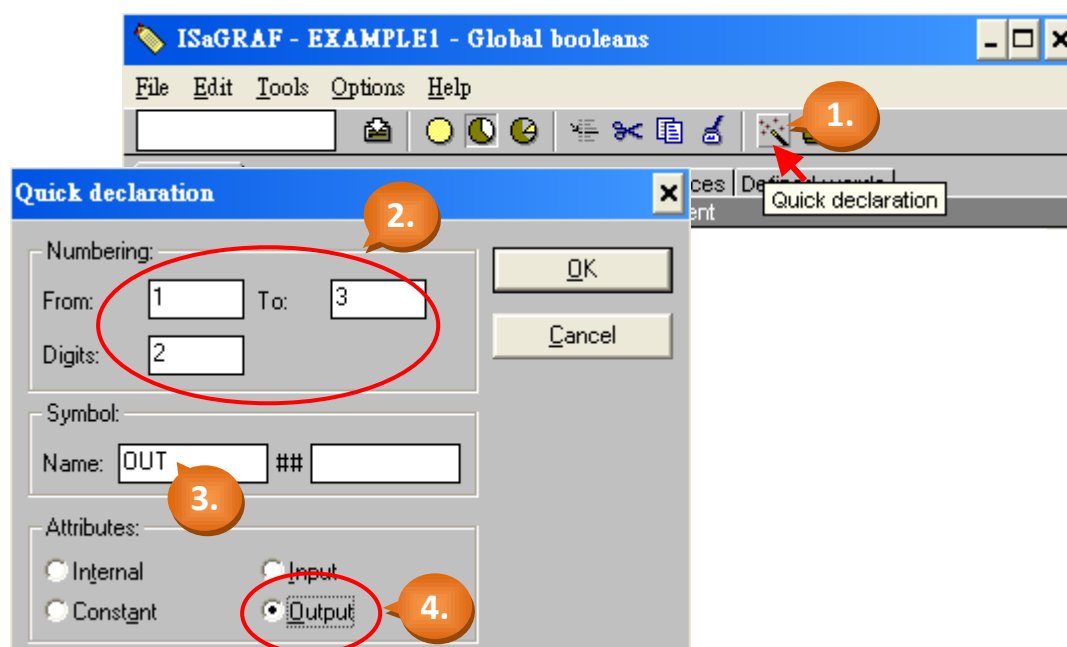 ISaGRAF - EXAMPLE1 - Global booleans
File Edit Tools Options Help
1.
Quick declaration
Quick declaration
2.
Numbering:
From: 1 To: 3
Digits: 2
OK
Cancel
Symbol:
Name: OUT ##
3.
Attributes:
Internal Input
Constant Output
4.